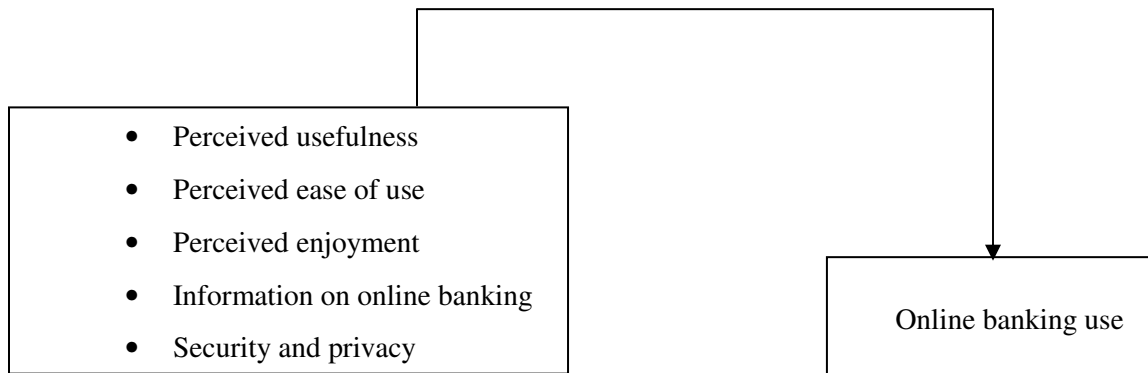 • Perceived usefulness
• Perceived ease of use
• Perceived enjoyment
• Information on online banking
• Security and privacy
Online banking use